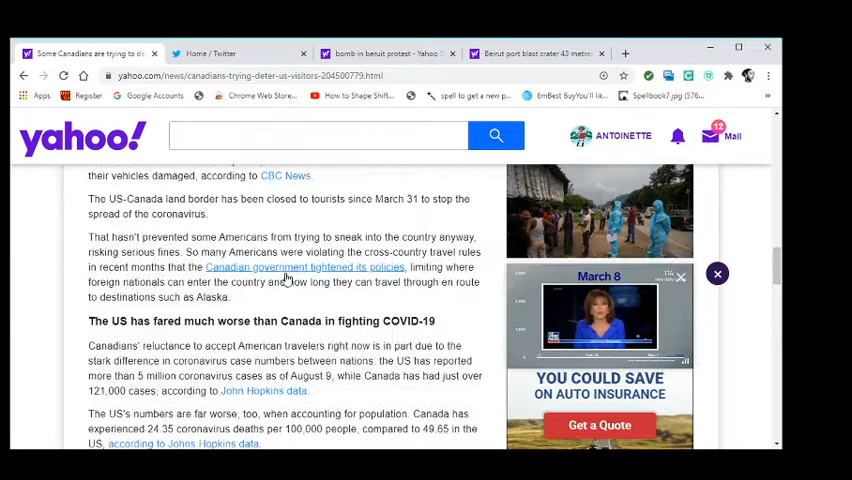 Some Canadians are trying to de
Home / Twitter
bomb in beruit protest - Yahoo S
Beirut port blast crater 43 metres
yahoo.com/news/canadians-trying-deter-us-visitors-204500779.html
Apps
Register
Google Accounts
Chrome Web Store...
How to Shape Shift...
spell to get a new p...
6mBest BuyYou'll lik...
Spellbook7.jpg (576...
yahoo!
ANTOINETTE
12
Mail
their vehicles damaged, according to CBC News.
The US-Canada land border has been closed to tourists since March 31 to stop the
spread of the coronavirus.
That hasn't prevented some Americans from trying to sneak into the country anyway,
risking serious fines. So many Americans were violating the cross-country travel rules
in recent months that the Canadian government tightened its policies, limiting where
foreign nationals can enter the country and how long they can travel through en route
to destinations such as Alaska.
The US has fared much worse than Canada in fighting COVID-19
Canadians' reluctance to accept American travelers right now is in part due to the
stark difference in coronavirus case numbers between nations: the US has reported
more than 5 million coronavirus cases as of August 9, while Canada has had just over
121,000 cases, according to John Hopkins data.
The US's numbers are far worse, too, when accounting for population. Canada has
experienced 24.35 coronavirus deaths per 100,000 people, compared to 49.65 in the
US, according to Johns Hopkins data.
March 8
114
YOU COULD SAVE
ON AUTO INSURANCE
Get a Quote